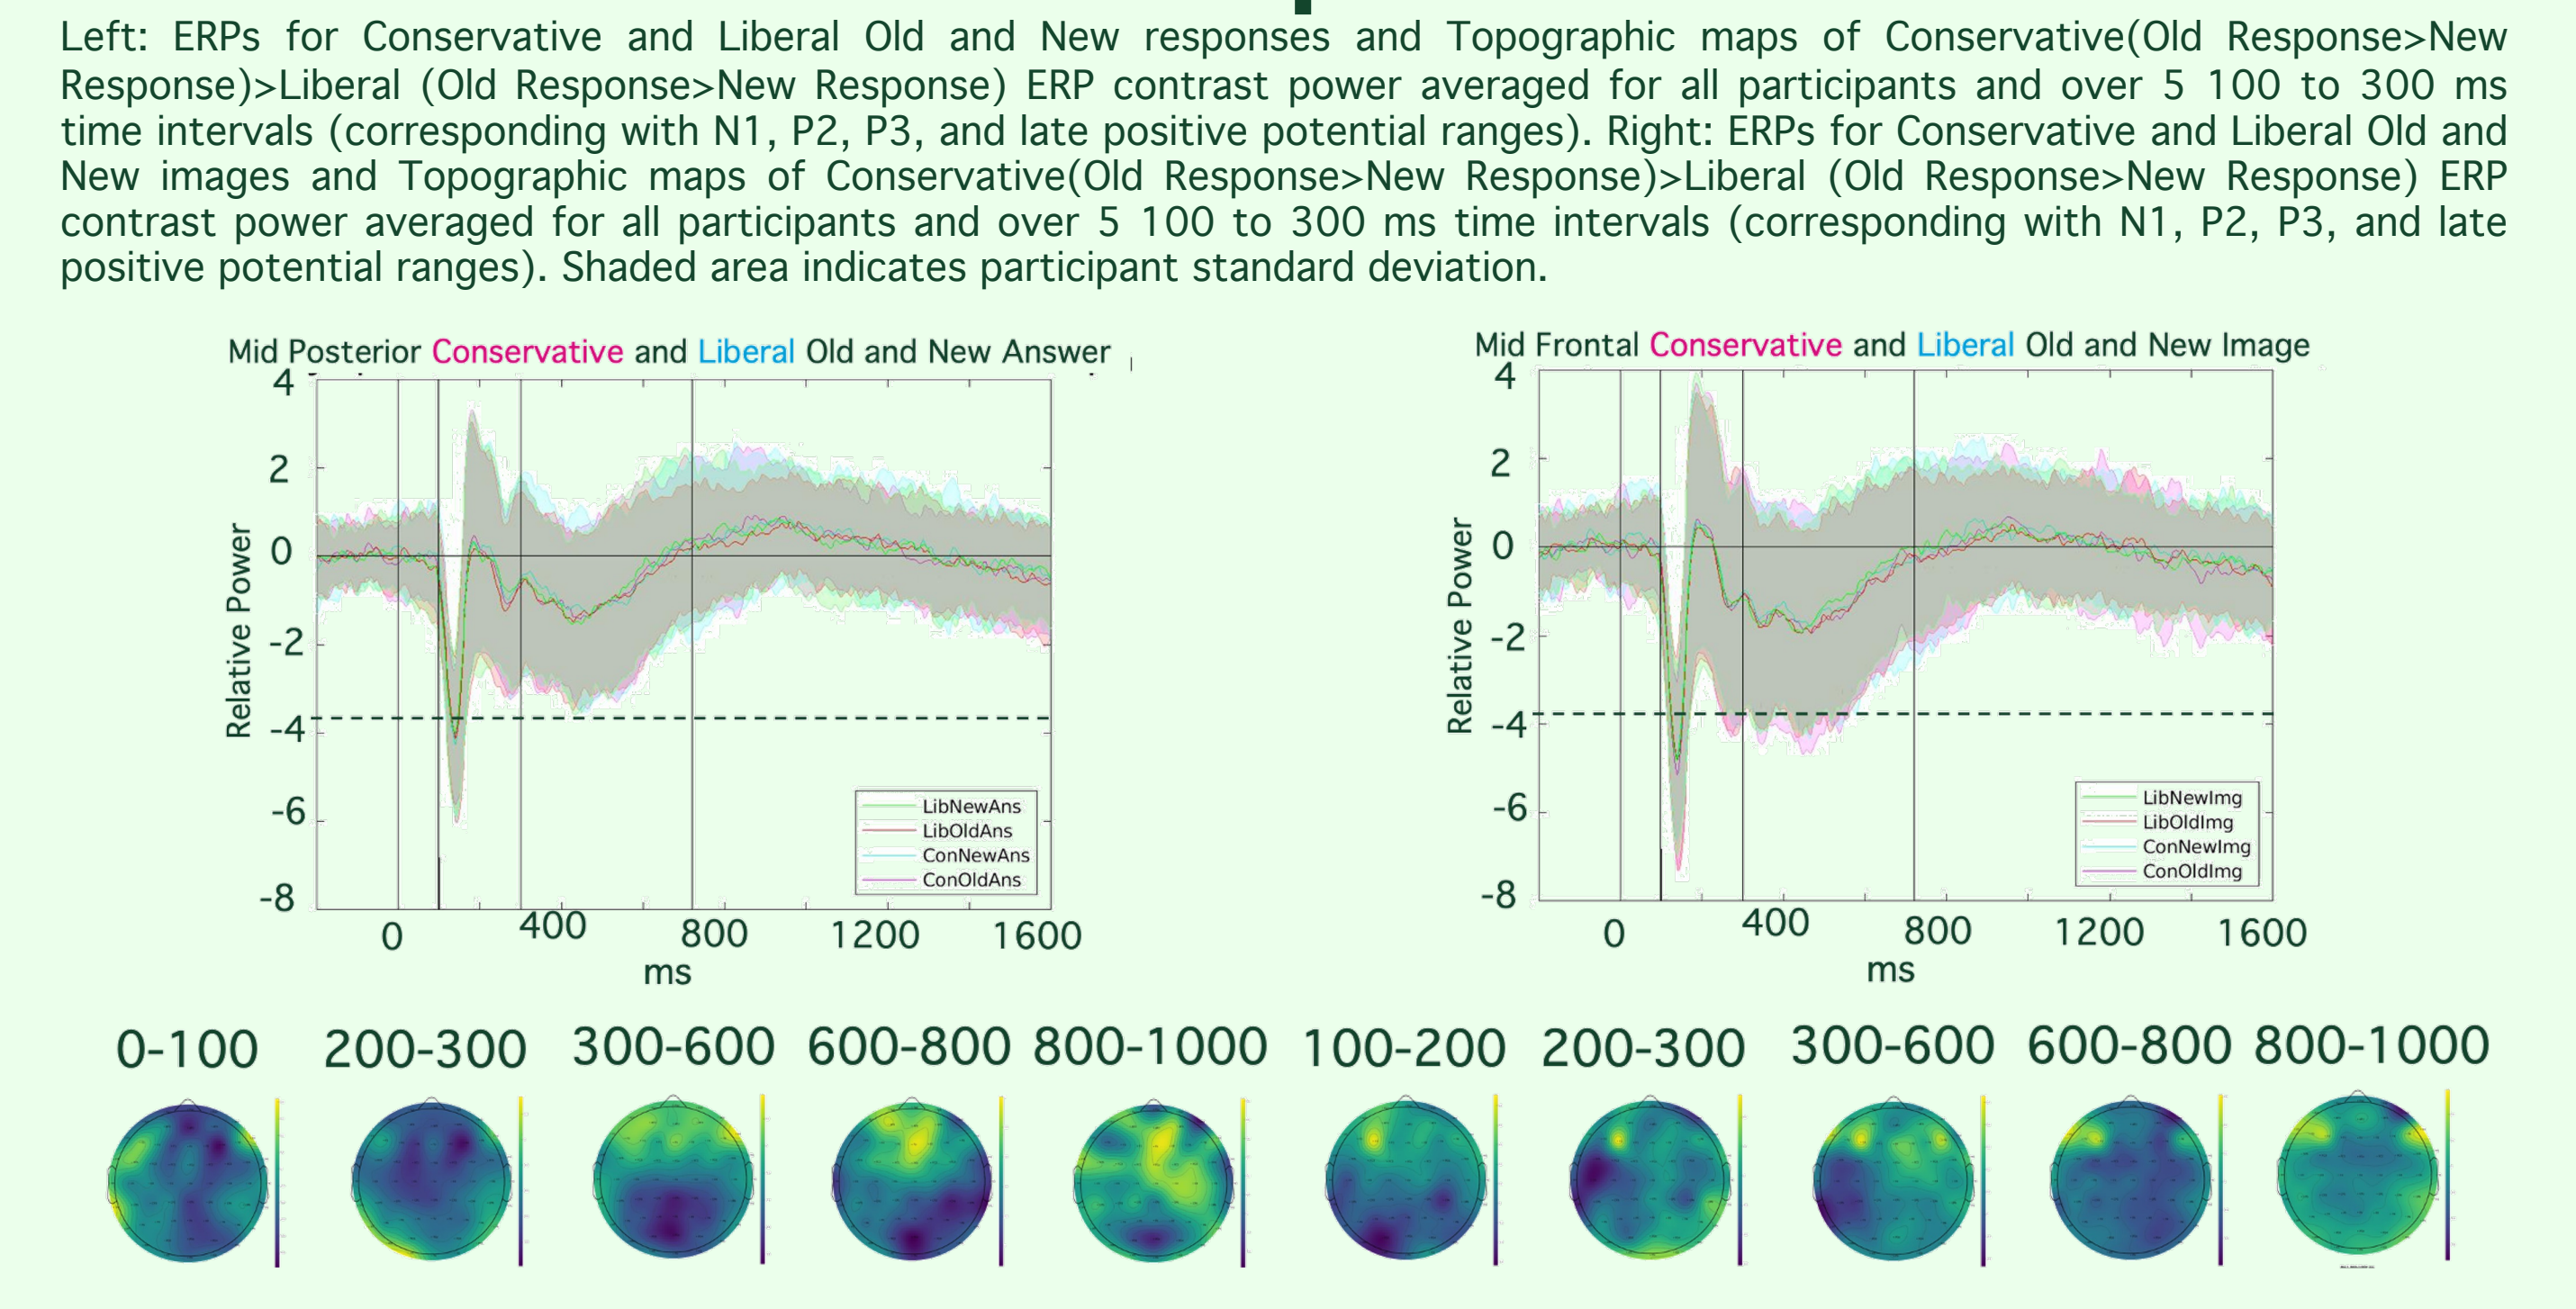 Left: ERPs for Conservative and Liberal Old and New responses and Topographic maps of Conservative(Old Response>New
Response)>Liberal (Old Response>New Response) ERP contrast power averaged for all participants and over 5 100 to 300 ms
time intervals (corresponding with N1, P2, P3, and late positive potential ranges). Right: ERPs for Conservative and Liberal Old and
New images and Topographic maps of Conservative(Old Response>New Response)>Liberal (Old Response>New Response) ERP
contrast power averaged for all participants and over 5 100 to 300 ms time intervals (corresponding with N1, P2, P3, and late
positive potential ranges). Shaded area indicates participant standard deviation.
Mid Posterior Conservative and Liberal Old and New Answer
4
2
0
-2
-4
-6
-8
Relative Power
LibNewAns
LibOldAns
ConNewAns
ConOldAns
0 400 800 1200 1600
ms
Mid Frontal Conservative and Liberal Old and New Image
4
2
0
-2
-4
-6
-8
Relative Power
LibNewImg
LibOldImg
ConNewImg
ConOldImg
0 400 800 1200 1600
ms
0-100 200-300 300-600 600-800 800-1000 100-200 200-300 300-600 600-800 800-1000